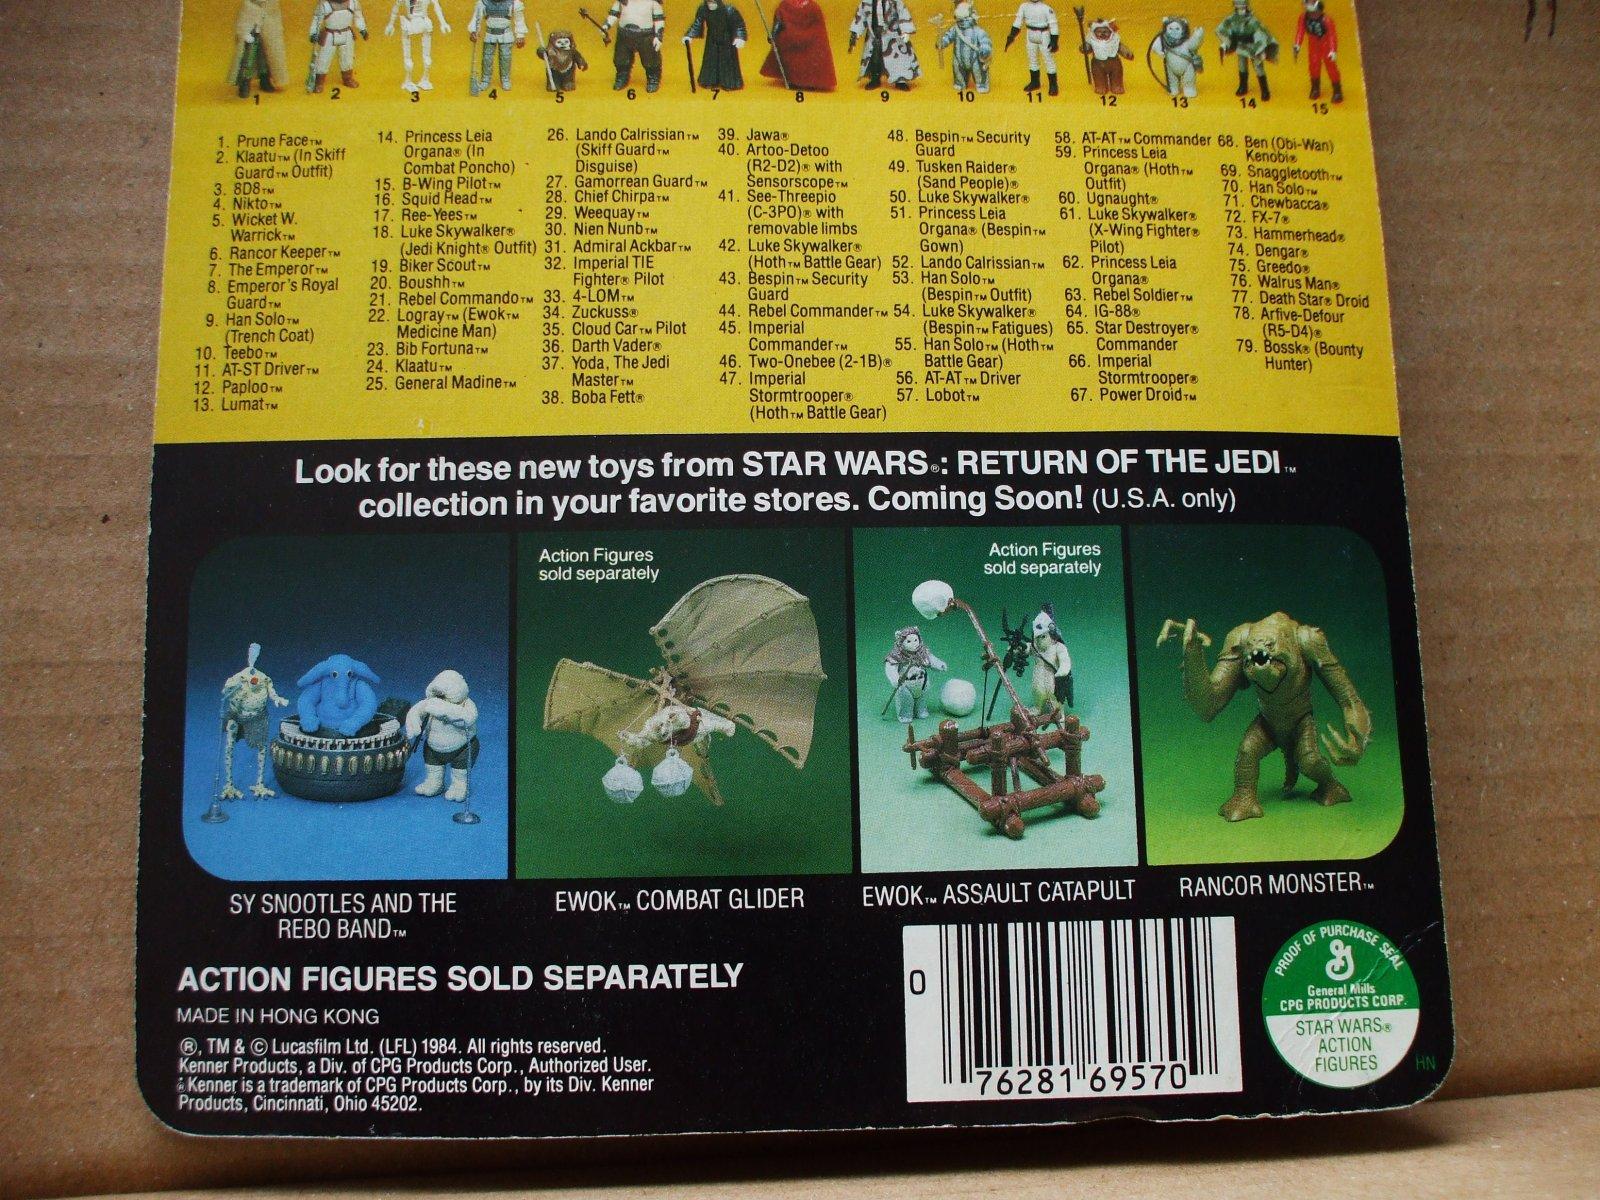 1 2 3 4 5 6 7 8 9 10 11 12 13 14 15
1. Prune Face™
2. Klaatu™ (In Skiff
Guard™ Outfit)
3. 8D8™
4. Nikto™
5. Wicket W.
Warrick™
6. Rancor Keeper™
7. The Emperor™
8. Emperor's Royal
Guard™
9. Han Solo™
(Trench Coat)
10. Teebo™
11. AT-ST Driver™
12. Paploo™
13. Lumat™
14. Princess Leia
Organa® (In
Combat Poncho)
15. B-Wing Pilot™
16. Squid Head™
17. Ree-Yees™
18. Luke Skywalker®
(Jedi Knight® Outfit)
19. Biker Scout™
20. Boushh™
21. Rebel Commando™
22. Logray™ (Ewok™
Medicine Man)
23. Bib Fortuna™
24. Klaatu™
25. General Madine™
26. Lando Calrissian™
(Skiff Guard™
Disguise)
27. Gamorrean Guard™
28. Chief Chirpa™
29. Weequay™
30. Nien Nunb™
31. Admiral Ackbar™
32. Imperial TIE
Fighter® Pilot
33. 4-LOM™
34. Zuckuss®
35. Cloud Car™ Pilot
36. Darth Vader®
37. Yoda, The Jedi
Master™
38. Boba Fett®
39. Jawa®
40. Artoo-Detoo
(R2-D2)® with
Sensorscope™
41. See-Threepio
(C-3PO)® with
removable limbs
42. Luke Skywalker®
(Hoth™ Battle Gear)
43. Bespin™ Security
Guard
44. Rebel Commander™
45. Imperial
Commander™
46. Two-Onebee (2-1B)®
47. Imperial
Stormtrooper®
(Hoth™ Battle Gear)
48. Bespin™ Security
Guard
49. Tusken Raider®
(Sand People)®
50. Luke Skywalker®
51. Princess Leia
Organa® (Bespin™
Gown)
52. Lando Calrissian™
53. Han Solo™
(Bespin™ Outfit)
54. Luke Skywalker®
(Bespin™ Fatigues)
55. Han Solo™ (Hoth™
Battle Gear)
56. AT-AT™ Driver
57. Lobot™
58. AT-AT™ Commander
59. Princess Leia
Organa® (Hoth™
Outfit)
60. Ugnaught®
61. Luke Skywalker®
(X-Wing Fighter®
Pilot)
62. Princess Leia
Organa®
63. Rebel Soldier™
64. IG-88®
65. Star Destroyer®
Commander
66. Imperial
Stormtrooper®
67. Power Droid™
68. Ben (Obi-Wan)
Kenobi®
69. Snaggletooth™
70. Han Solo™
71. Chewbacca®
72. FX-7®
73. Hammerhead®
74. Dengar®
75. Greedo®
76. Walrus Man®
77. Death Star® Droid
78. Arfive-Defour
(R5-D4)®
79. Bossk® (Bounty
Hunter)
Look for these new toys from STAR WARS®: RETURN OF THE JEDI™
collection in your favorite stores. Coming Soon! (U.S.A. only)
Action Figures
sold separately
Action Figures
sold separately
SY SNOOTLES AND THE
REBO BAND™
EWOK™ COMBAT GLIDER
EWOK™ ASSAULT CATAPULT
RANCOR MONSTER™
ACTION FIGURES SOLD SEPARATELY
MADE IN HONG KONG
®, TM & © Lucasfilm Ltd. (LFL) 1984. All rights reserved.
Kenner Products, a Div. of CPG Products Corp., Authorized User.
Kenner is a trademark of CPG Products Corp., by its Div. Kenner
Products, Cincinnati, Ohio 45202.
0
76281 69570
PROOF OF PURCHASE SEAL
G
General Mills
CPG PRODUCTS CORP.
STAR WARS®
ACTION
FIGURES
HN